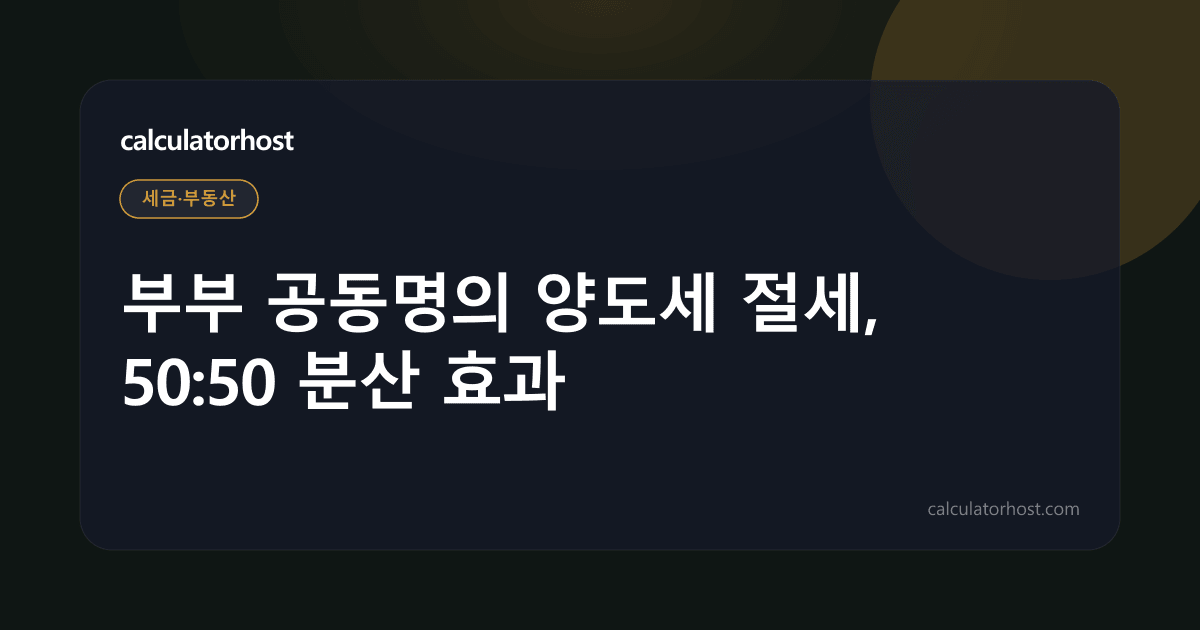 calculatorhost
세금·부동산
부부 공동명의 양도세 절세,
50:50 분산 효과
calculatorhost.com